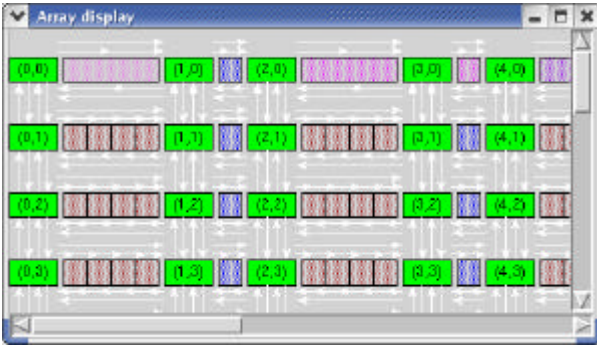 Array display
(0,0) (1,0) (2,0) (3,0) (4,0)
(0,1) (1,1) (2,1) (3,1) (4,1)
(0,2) (1,2) (2,2) (3,2) (4,2)
(0,3) (1,3) (2,3) (3,3) (4,3)